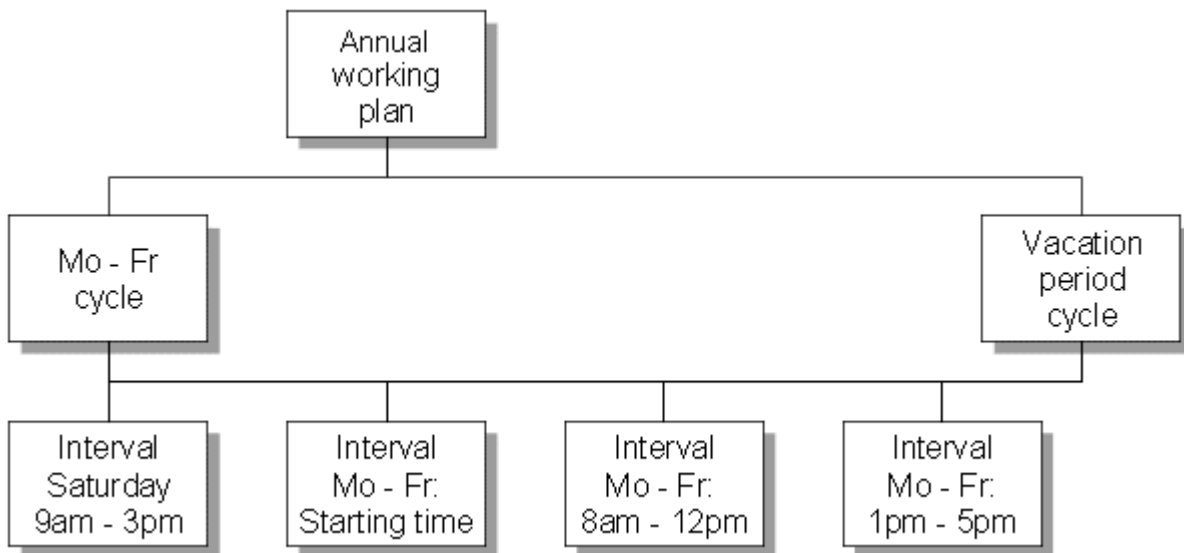 Annual
working
plan
Mo - Fr
cycle
Vacation
period
cycle
Interval
Saturday
9am - 3pm
Interval
Mo - Fr:
Starting time
Interval
Mo - Fr:
8am - 12pm
Interval
Mo - Fr:
1pm - 5pm